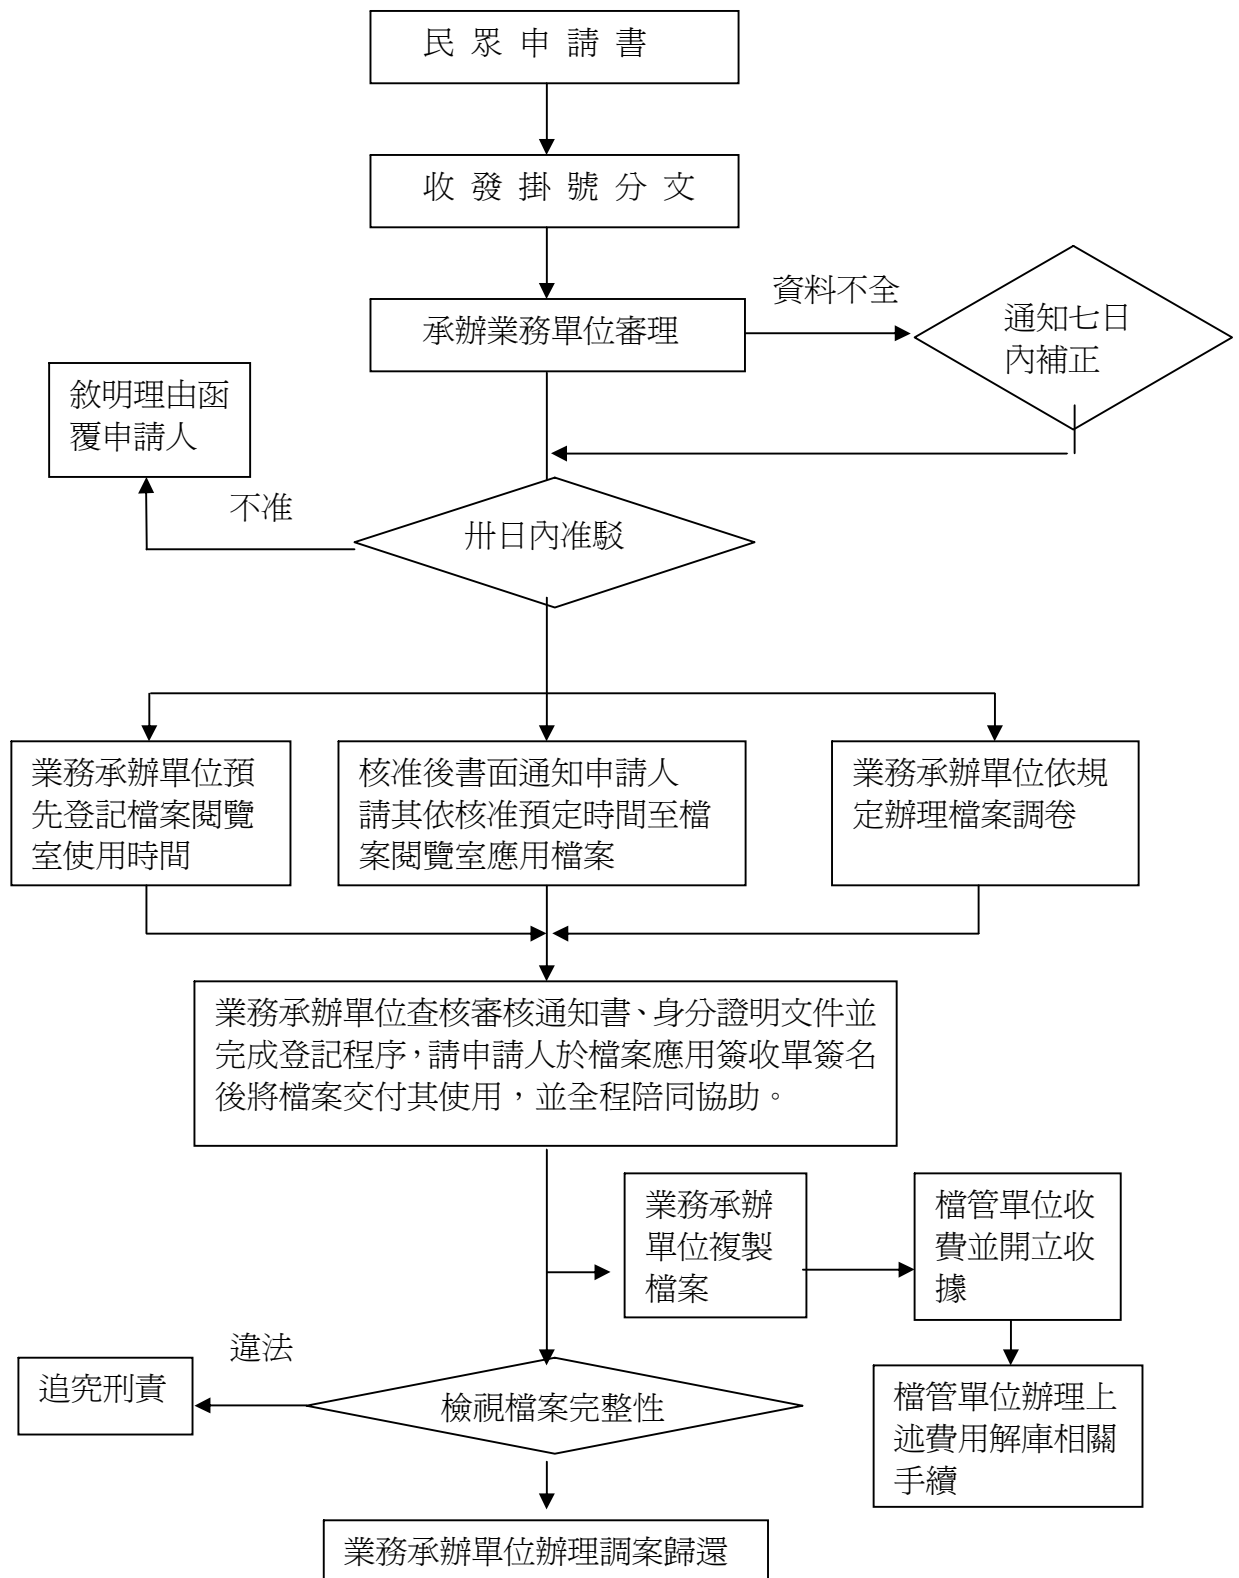 民眾申請書
收發掛號分文
資料不全
承辦業務單位審理
通知七日
內補正
敘明理由函
覆申請人
不准
卅日內准駁
業務承辦單位預
先登記檔案閱覽
室使用時間
核准後書面通知申請人
請其依核准預定時間至檔
案閱覽室應用檔案
業務承辦單位依規
定辦理檔案調卷
業務承辦單位查核審核通知書、身分證明文件並
完成登記程序，請申請人於檔案應用簽收單簽名
後將檔案交付其使用，並全程陪同協助。
業務承辦
單位複製
檔案
檔管單位收
費並開立收
據
違法
追究刑責
檢視檔案完整性
檔管單位辦理上
述費用解庫相關
手續
業務承辦單位辦理調案歸還